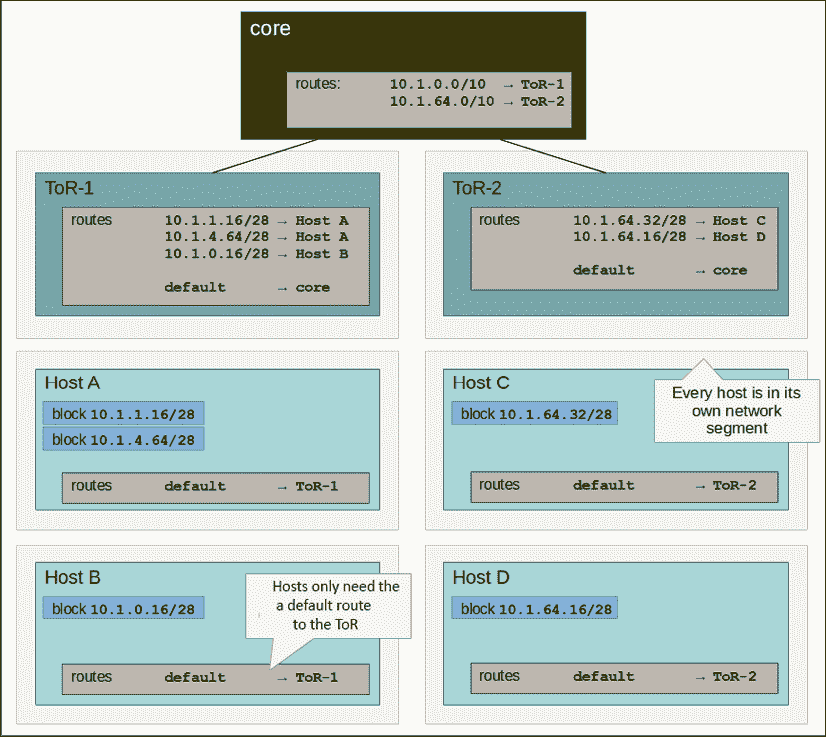 core
routes: 10.1.0.0/10 → ToR-1
10.1.64.0/10 → ToR-2
ToR-1
routes 10.1.1.16/28 → Host A
10.1.4.64/28 → Host A
10.1.0.16/28 → Host B
default → core
ToR-2
routes 10.1.64.32/28 → Host C
10.1.64.16/28 → Host D
default → core
Host A
block 10.1.1.16/28
block 10.1.4.64/28
routes default → ToR-1
Host C
block 10.1.64.32/28
Every host is in its
own network
segment
routes default → ToR-2
Host B
block 10.1.0.16/28
Hosts only need the
a default route
to the ToR
routes default → ToR-1
Host D
block 10.1.64.16/28
routes default → ToR-2